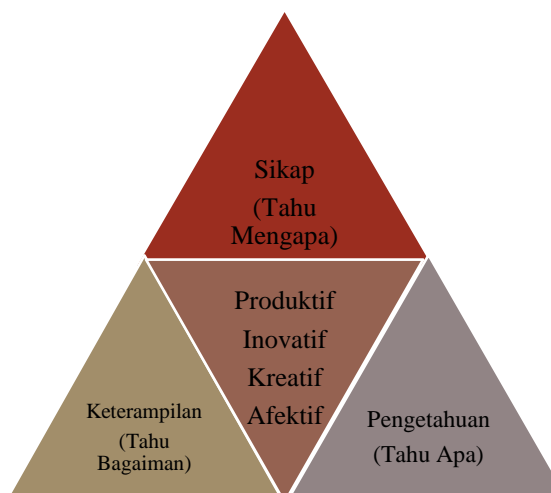 Sikap
(Tahu
Mengapa)
Produktif
Inovatif
Kreatif
Afektif
Keterampilan
(Tahu
Bagaiman)
Pengetahuan
(Tahu Apa)